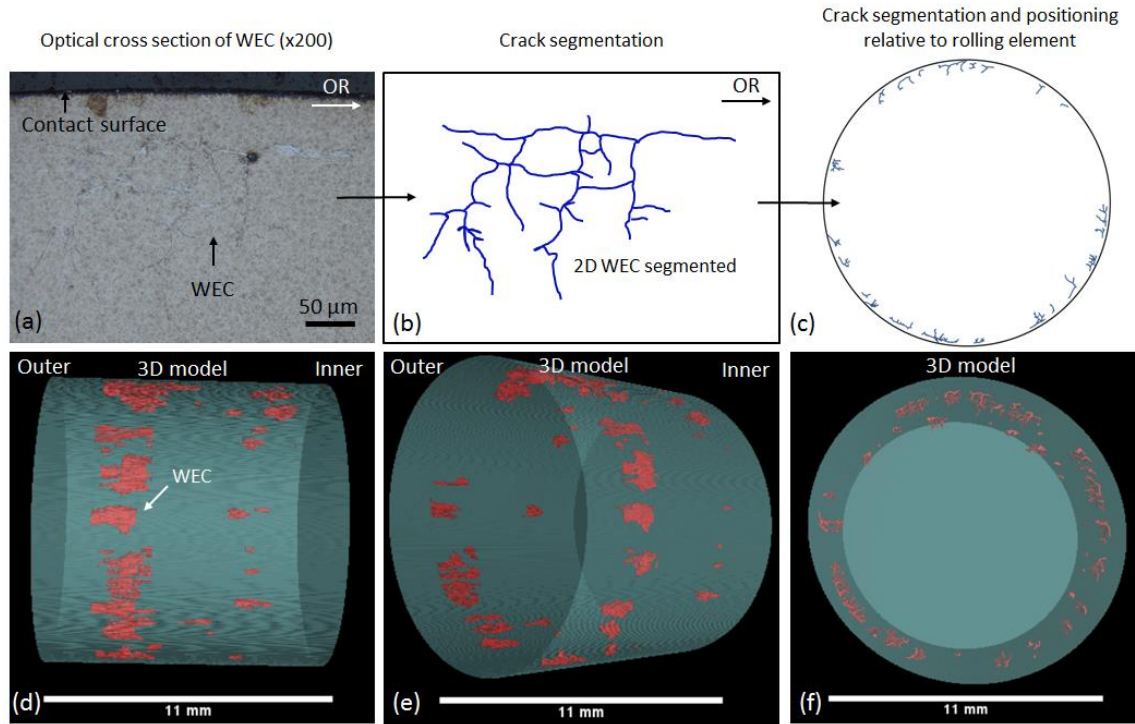 Optical cross section of WEC (x200)
Crack segmentation
Crack segmentation and positioning
relative to rolling element
OR
Contact surface
WEC
50 µm
(a)
OR
2D WEC segmented
(b)
(c)
Outer
3D model
Inner
WEC
(d)
11 mm
Outer
3D model
Inner
(e)
11 mm
3D model
(f)
11 mm